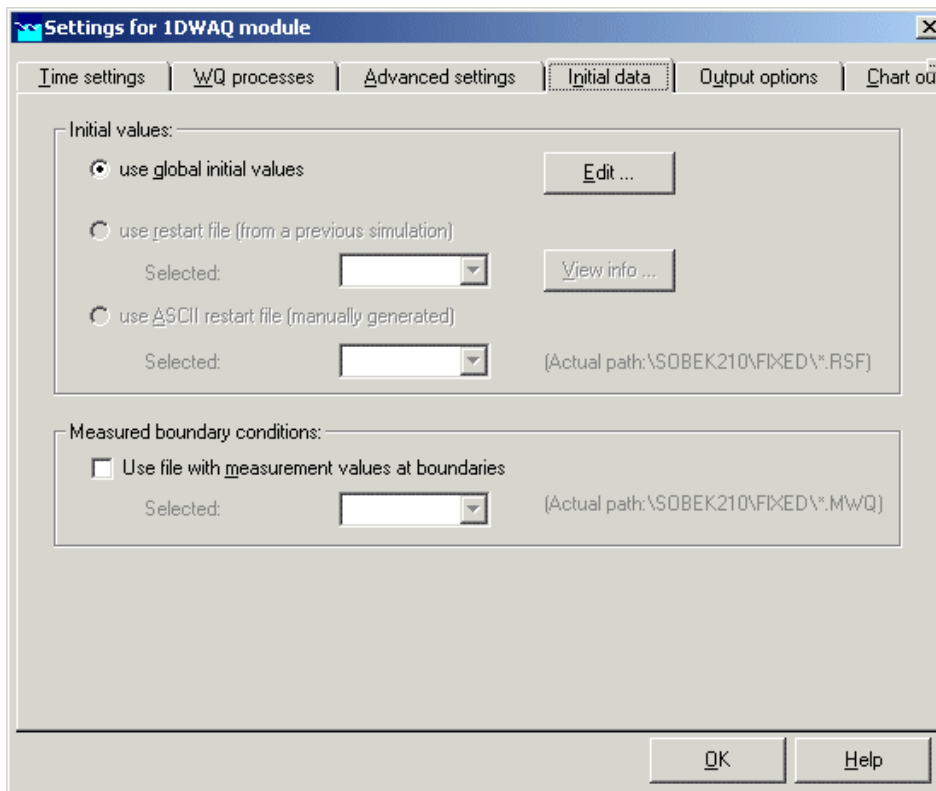 Settings for 1DWAQ module
Time settings WQ processes Advanced settings Initial data Output options Chart ou
Initial values:
use global initial values Edit ...
use restart file (from a previous simulation)
Selected: View info ...
use ASCII restart file (manually generated)
Selected: (Actual path:\SOBEK210\FIXED\*.RSF)
Measured boundary conditions:
Use file with measurement values at boundaries
Selected: (Actual path:\SOBEK210\FIXED\*.MWQ)
OK Help